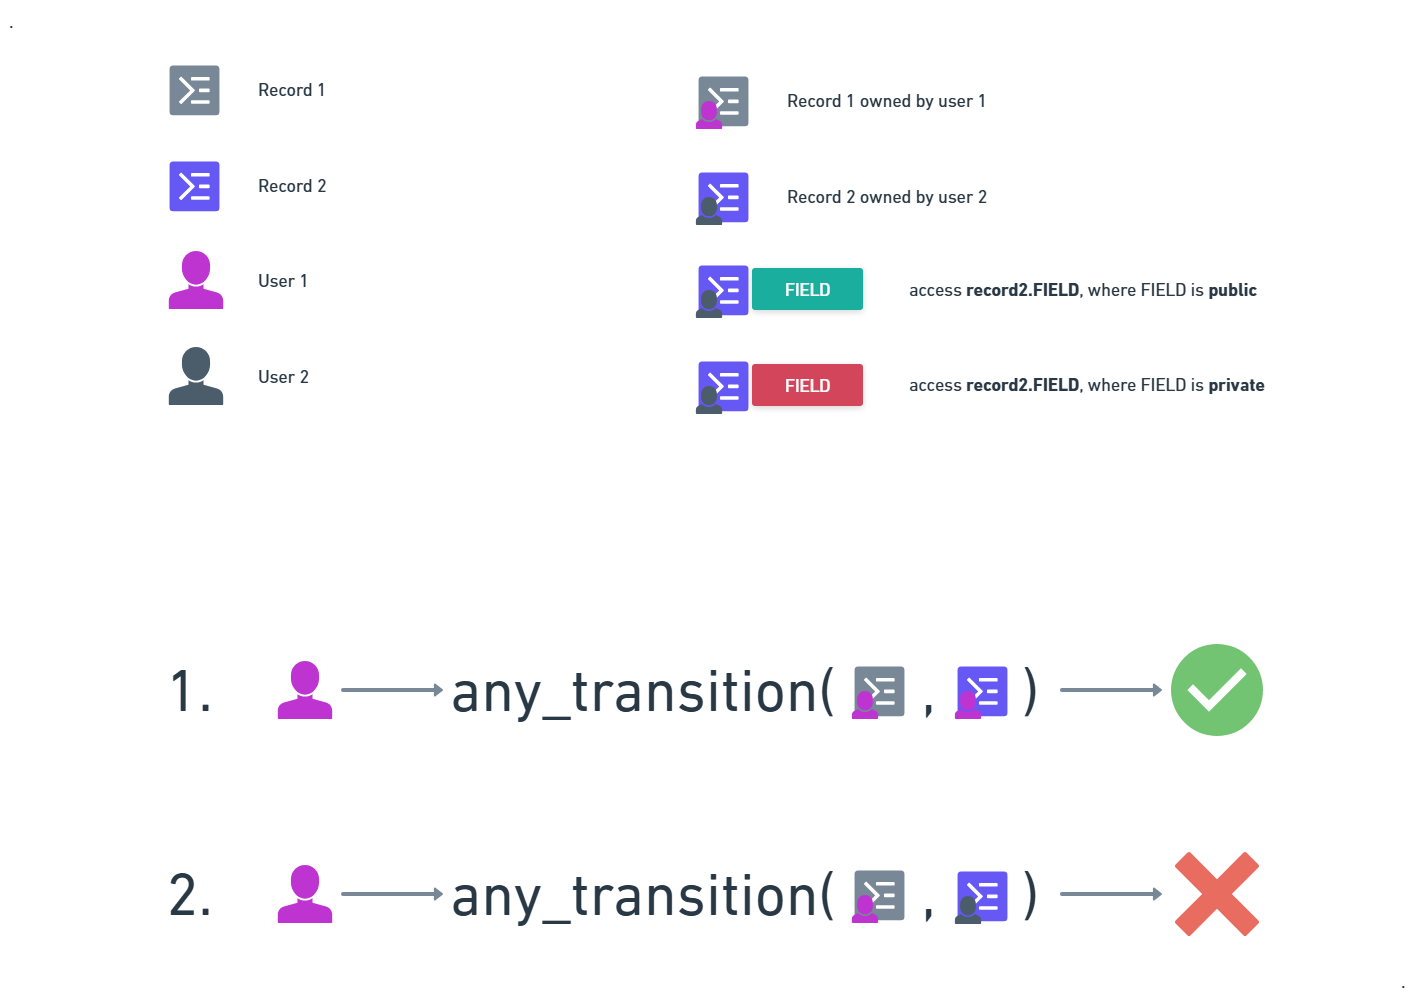 Record 1
Record 1 owned by user 1
Record 2
Record 2 owned by user 2
User 1
FIELD access record2.FIELD, where FIELD is public
User 2
FIELD access record2.FIELD, where FIELD is private
1. any_transition( , )
2. any_transition( , )